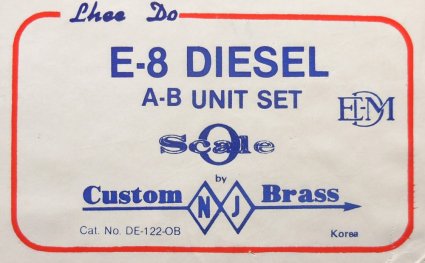 Lhee Do
E-8 DIESEL
A-B UNIT SET
EMD
O Scale
by
Custom NJ Brass
Cat. No. DE-122-OB
Korea